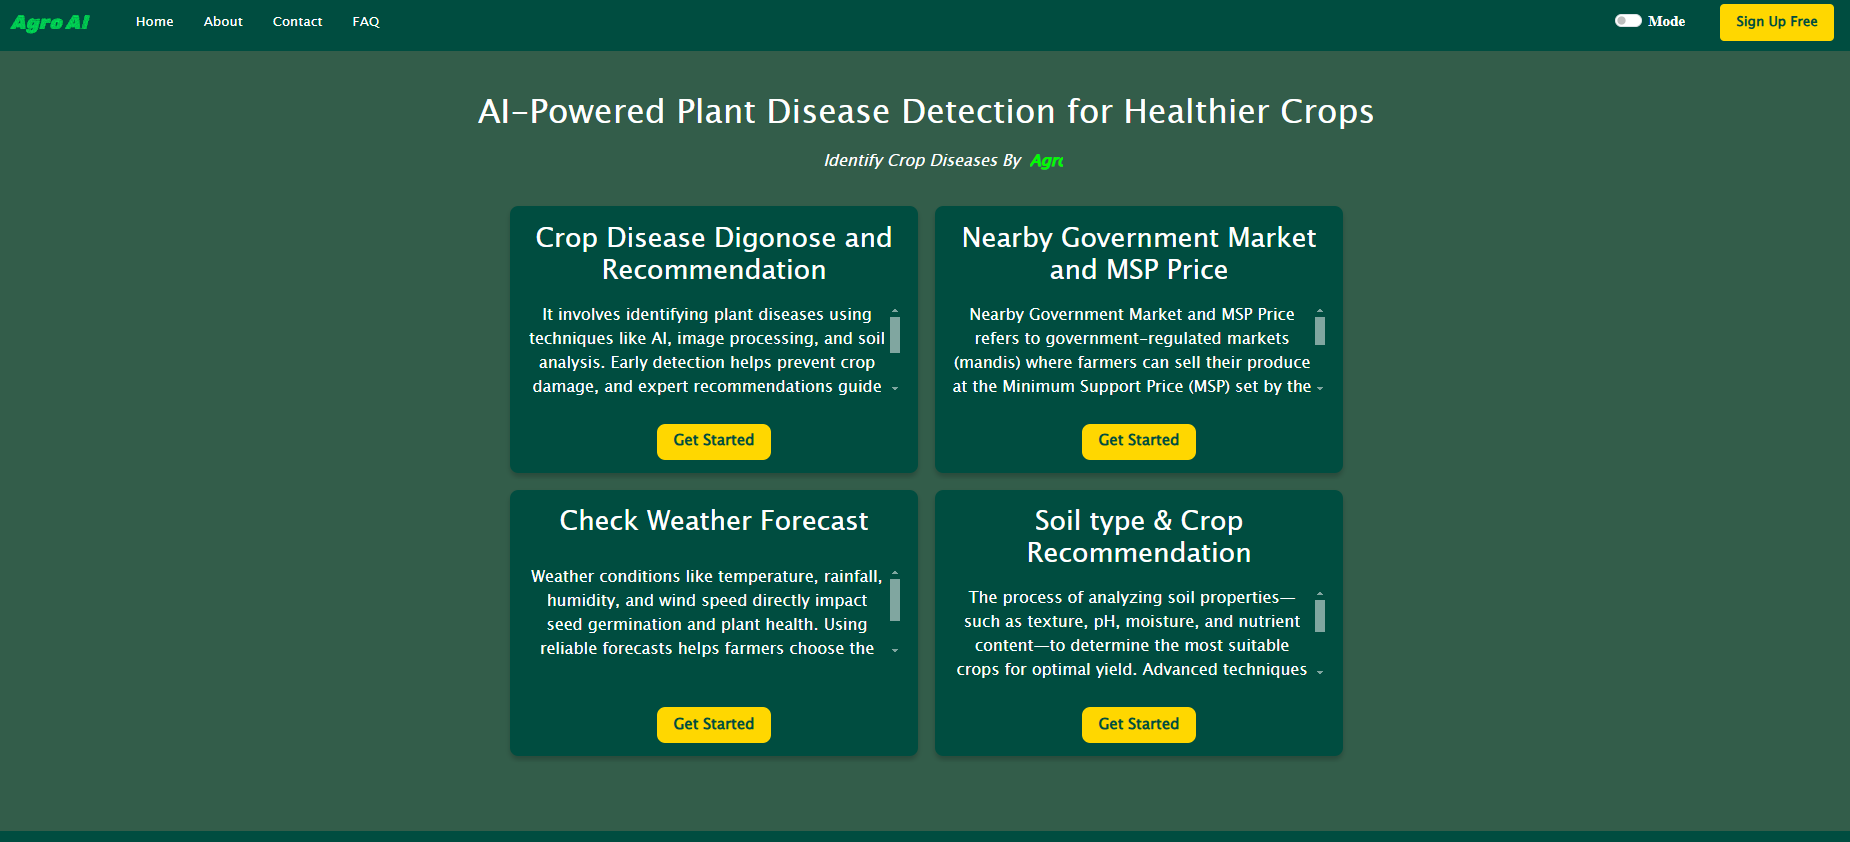 Agro AI
Home
About
Contact
FAQ
Mode
Sign Up Free
AI-Powered Plant Disease Detection for Healthier Crops
Identify Crop Diseases By Agro
Crop Disease Digonose and
Recommendation
It involves identifying plant diseases using
techniques like AI, image processing, and soil
analysis. Early detection helps prevent crop
damage, and expert recommendations guide
Get Started
Nearby Government Market
and MSP Price
Nearby Government Market and MSP Price
refers to government-regulated markets
(mandis) where farmers can sell their produce
at the Minimum Support Price (MSP) set by the
Get Started
Check Weather Forecast
Weather conditions like temperature, rainfall,
humidity, and wind speed directly impact
seed germination and plant health. Using
reliable forecasts helps farmers choose the
Get Started
Soil type & Crop
Recommendation
The process of analyzing soil properties—
such as texture, pH, moisture, and nutrient
content—to determine the most suitable
crops for optimal yield. Advanced techniques
Get Started